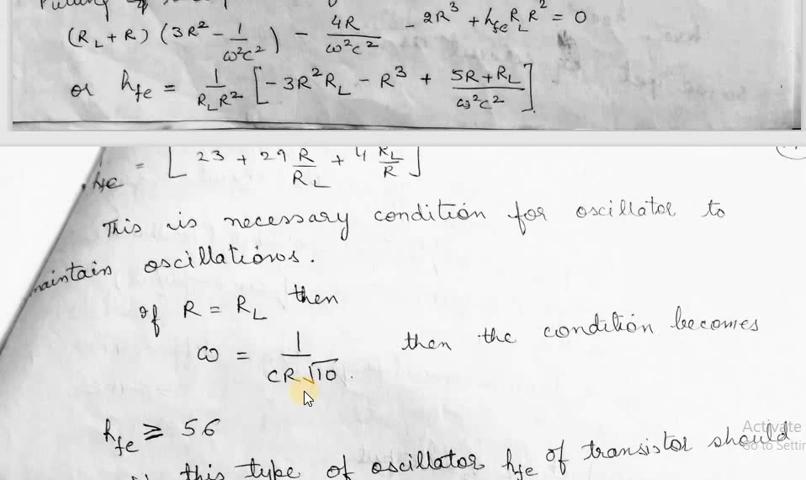 (R_L + R) (3R² - 1/ω²c²) - 4R/ω²c² - 2R³ + h_fe R_L R² = 0
or h_fe = 1/R_L R² [ -3R²R_L - R³ + 5R + R_L/ω²c² ]
h_fe = [ 23 + 29 R/R_L + 4 R_L/R ]
This is necessary condition for oscillator to
maintain oscillations.
If R = R_L then
ω = 1/CR√10 . then the condition becomes
h_fe ≥ 56
Activate
Go to Settin
this type of oscillator h_fe of transistor should